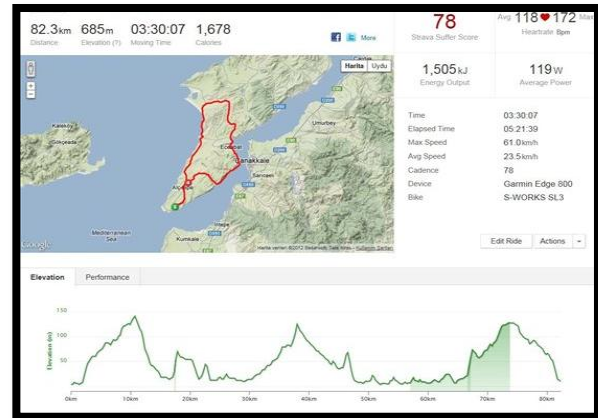 82.3km 685m 03:30:07 1,678
Distance Elevation (?) Moving Time Calories
More
78
Strava Suffer Score
Avg 118 172 Max
Heartrate Bpm
1,505kJ
Energy Output
119W
Average Power
Time 03:30:07
Elapsed Time 05:21:39
Max Speed 61.0km/h
Avg Speed 23.5km/h
Cadence 78
Device Garmin Edge 800
Bike S-WORKS SL3
Edit Ride Actions
Harita Uydu
Kaleköy
Gökçeada
Umurbey
Eceabat
Çanakkale
Sarıcaeli
Mediterranean
Sea
Kumkale
Google
Elevation Performance
Elevation (m)
150
100
50
0km 10km 20km 30km 40km 50km 60km 70km 80km